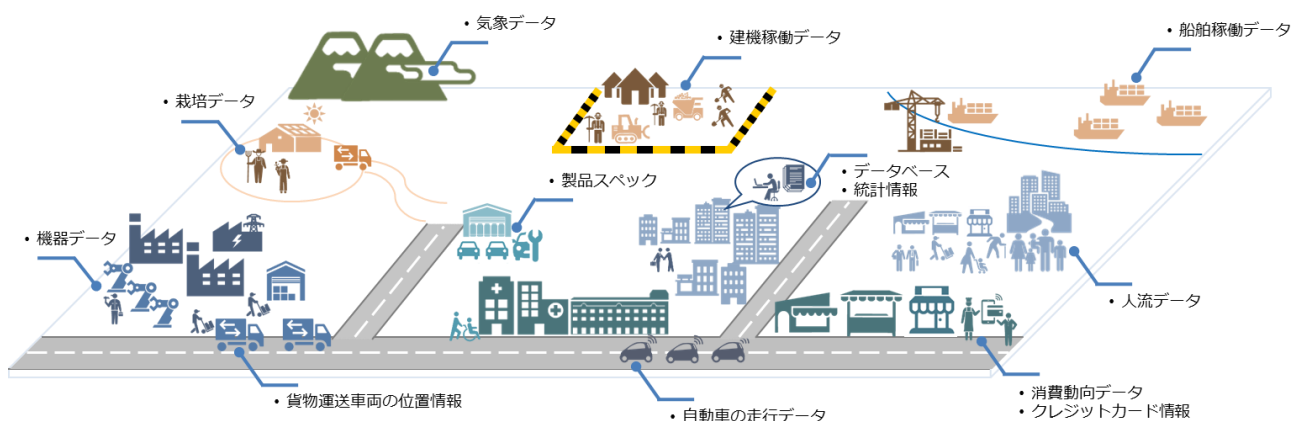 ・気象データ
・建機稼働データ
・船舶稼働データ
・栽培データ
・製品スペック
・データベース
・統計情報
・機器データ
・人流データ
・貨物運送車両の位置情報
・自動車の走行データ
・消費動向データ
・クレジットカード情報